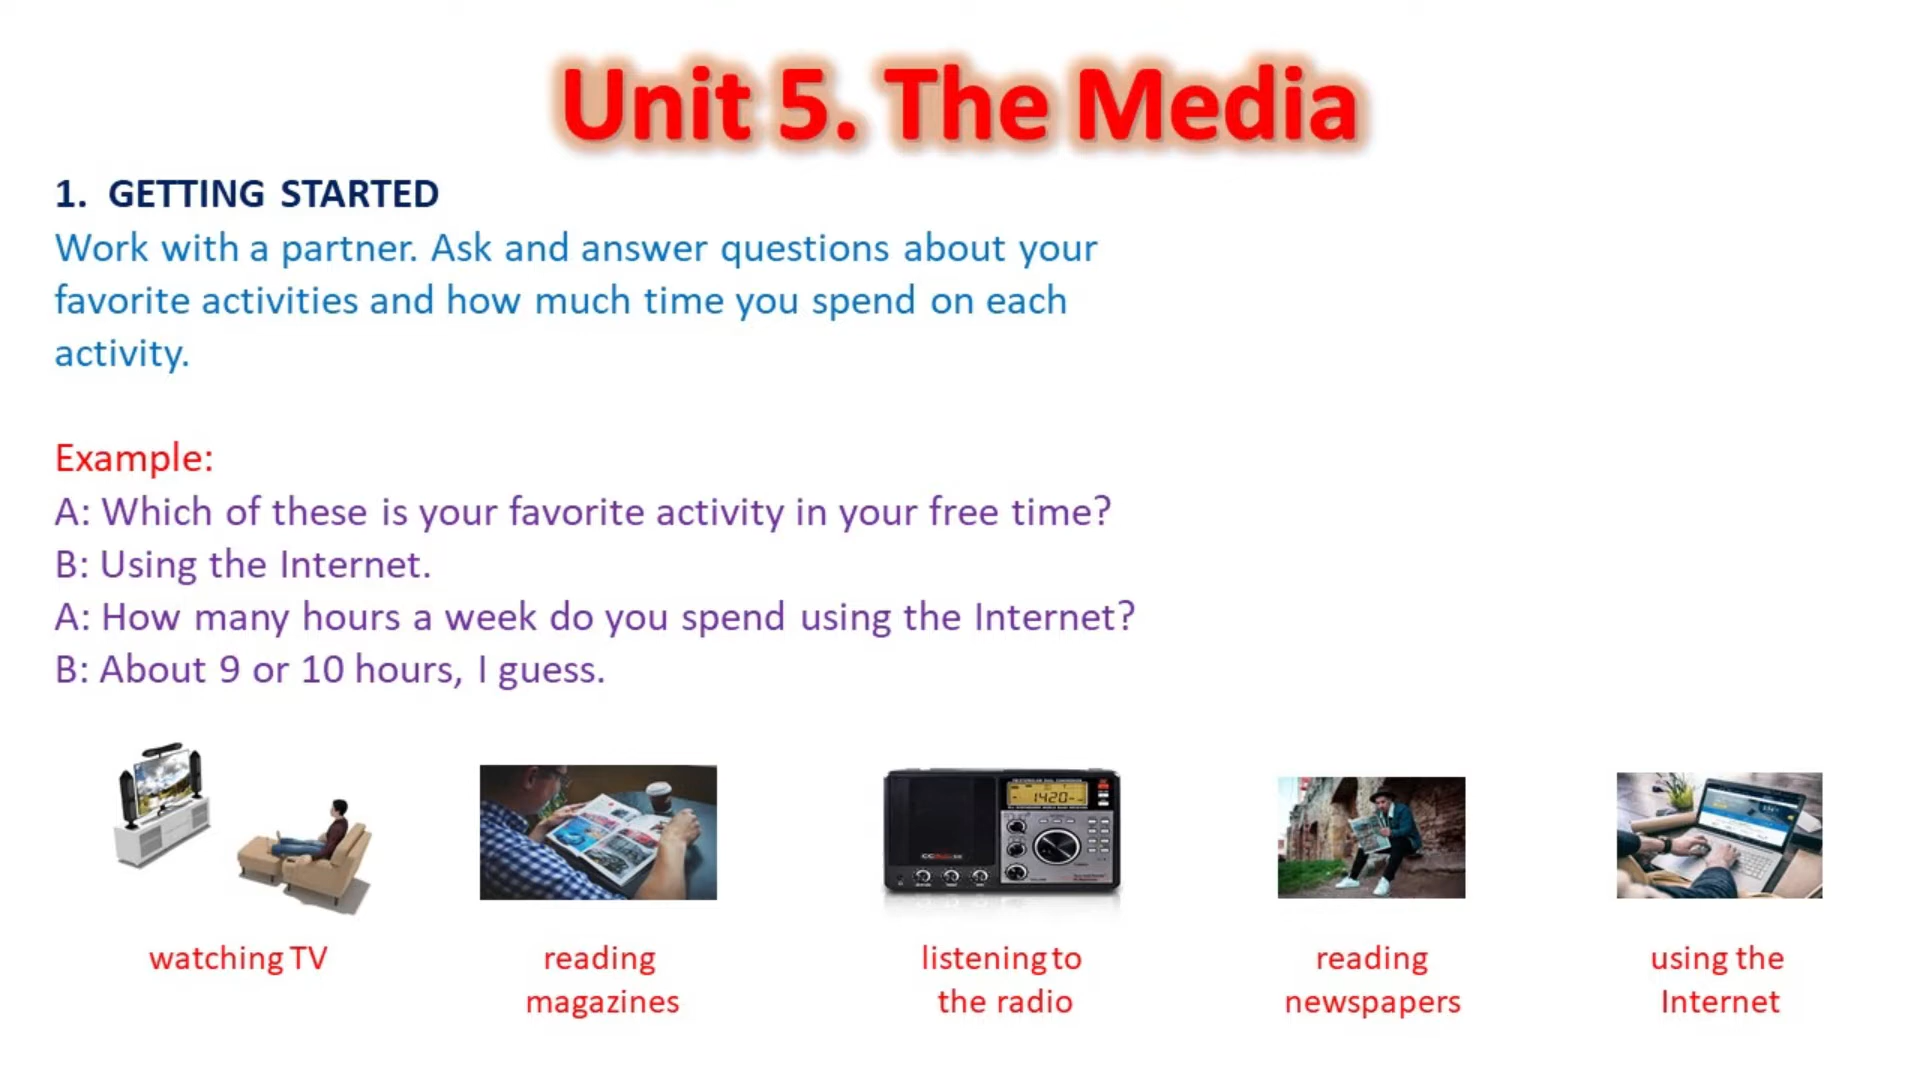 Unit 5. The Media
1. GETTING STARTED
Work with a partner. Ask and answer questions about your
favorite activities and how much time you spend on each
activity.
Example:
A: Which of these is your favorite activity in your free time?
B: Using the Internet.
A: How many hours a week do you spend using the Internet?
B: About 9 or 10 hours, I guess.
1420
watching TV
reading
magazines
listening to
the radio
reading
newspapers
using the
Internet